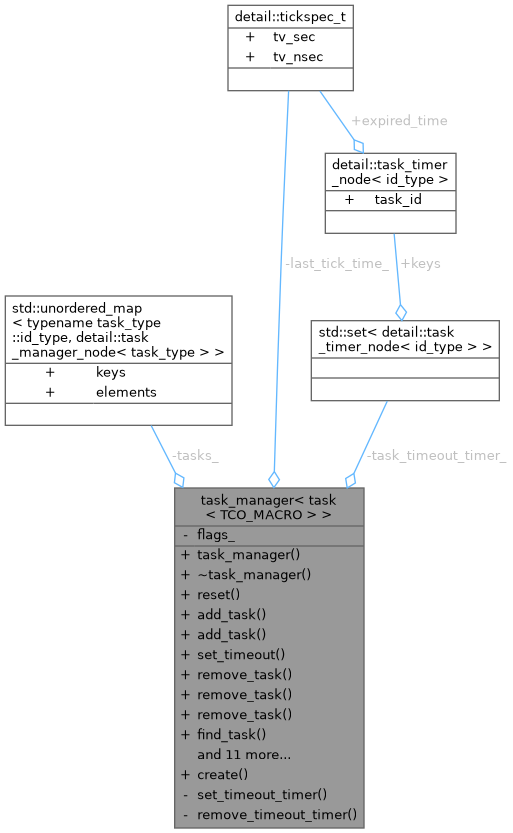 detail::tickspec_t
+ tv_sec
+ tv_nsec
+expired_time
detail::task_timer
_node< id_type >
+ task_id
-last_tick_time_
+keys
std::unordered_map
< typename task_type
::id_type, detail::task
_manager_node< task_type > >
+ keys
+ elements
std::set< detail::task
_timer_node< id_type > >
-tasks_
-task_timeout_timer_
task_manager< task
< TCO_MACRO > >
- flags_
+ task_manager()
+ ~task_manager()
+ reset()
+ add_task()
+ add_task()
+ set_timeout()
+ remove_task()
+ remove_task()
+ remove_task()
+ find_task()
and 11 more...
+ create()
- set_timeout_timer()
- remove_timeout_timer()